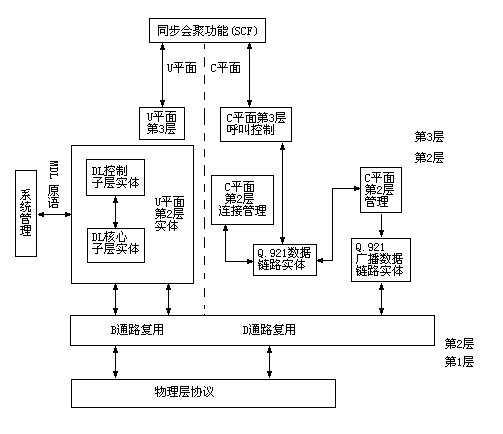 同步会聚功能(SCF)
U平面
C平面
U平面
第3层
C平面第3层
呼叫控制
第3层
第2层
MDL 原语
系统管理
DL控制
子层实体
DL核心
子层实体
U平面
第2层
实体
C平面
第2层
连接管理
C平面
第2层
管理
Q.921数据
链路实体
Q.921
广播数据
链路实体
B通路复用
D通路复用
第2层
第1层
物理层协议